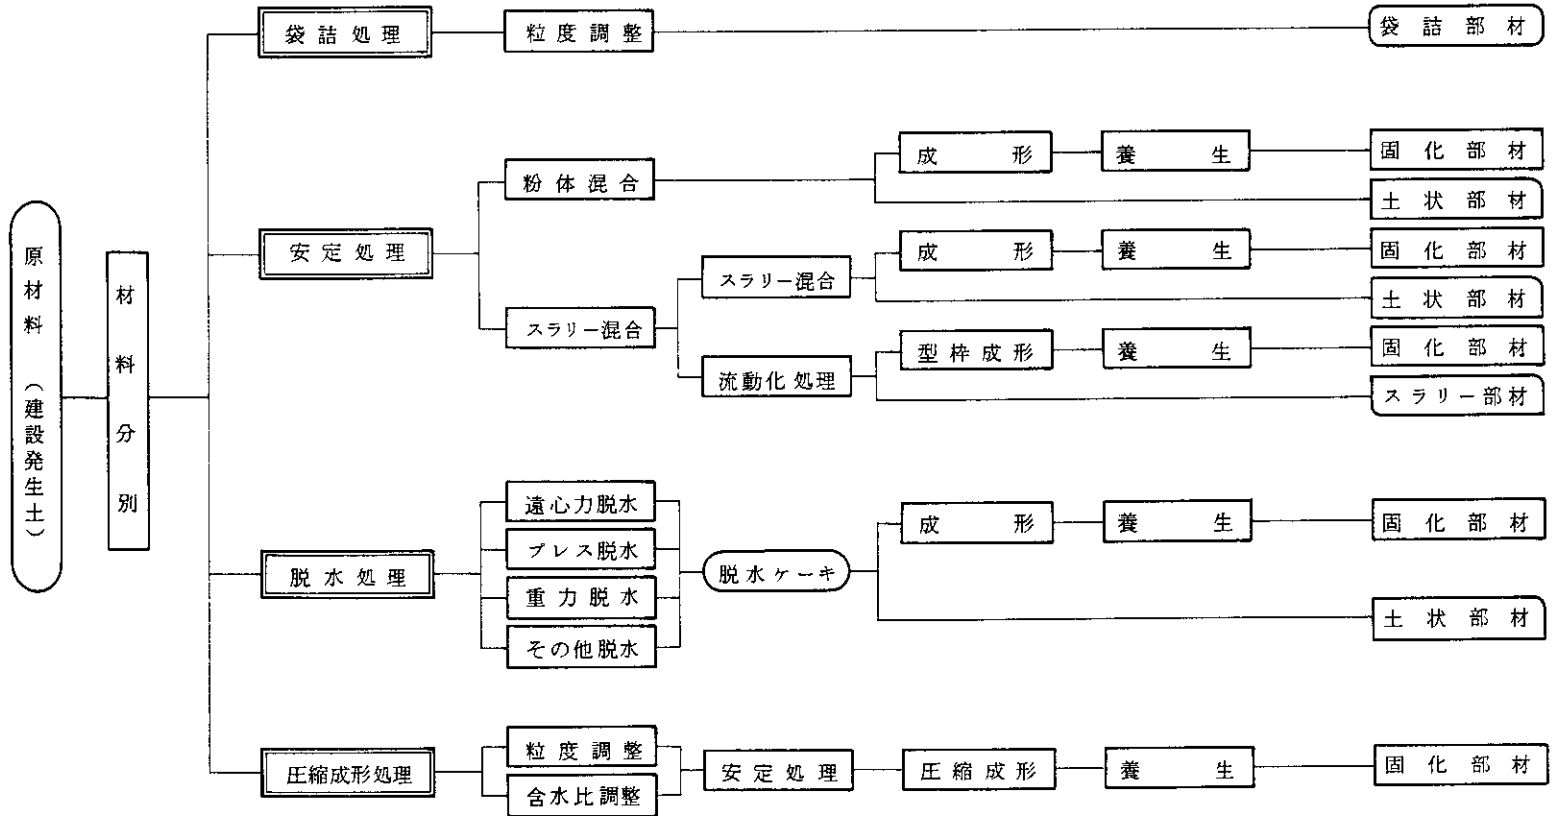 原材料（建設発生土）
材料分別
袋詰処理
粒度調整
袋詰部材
安定処理
粉体混合
成形
養生
固化部材
土状部材
スラリー混合
スラリー混合
成形
養生
固化部材
土状部材
流動化処理
型枠成形
養生
固化部材
スラリー部材
脱水処理
遠心力脱水
プレス脱水
重力脱水
その他脱水
脱水ケーキ
成形
養生
固化部材
土状部材
圧縮成形処理
粒度調整
含水比調整
安定処理
圧縮成形
養生
固化部材